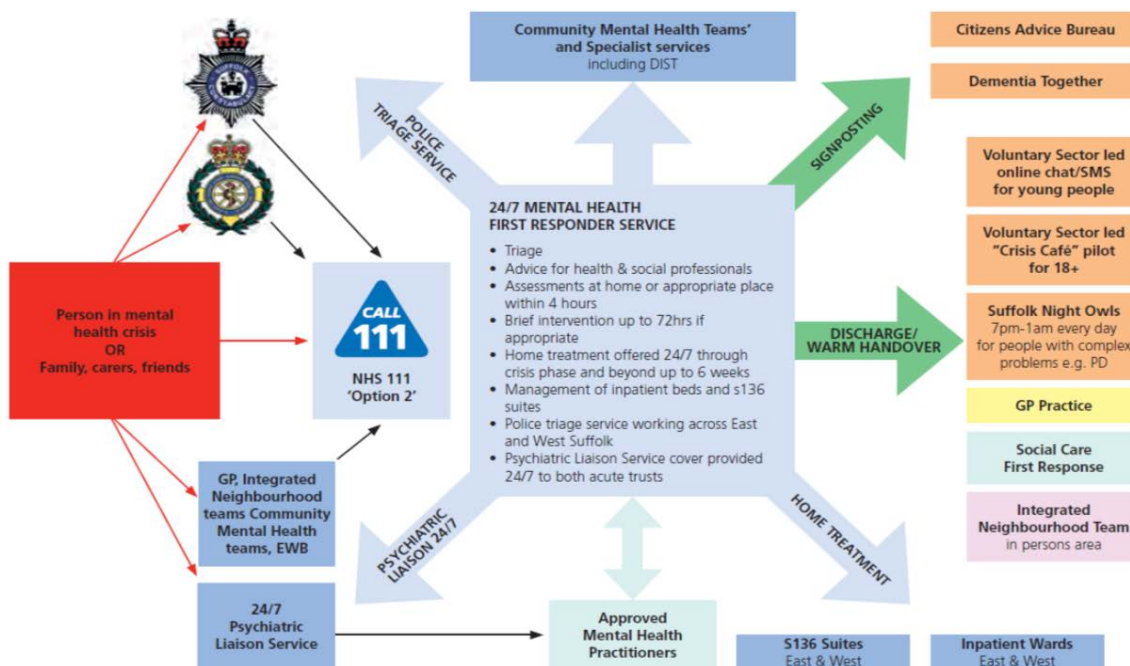 Community Mental Health Teams'
and Specialist services
including DIST
Citizens Advice Bureau
Dementia Together
POLICE
TRIAGE SERVICE
SIGNPOSTING
Voluntary Sector led
online chat/SMS
for young people
Voluntary Sector led
"Crisis Café" pilot
for 18+
Suffolk Night Owls
7pm-1am every day
for people with complex
problems e.g. PD
GP Practice
Social Care
First Response
Integrated
Neighbourhood Team
in persons area
24/7 MENTAL HEALTH
FIRST RESPONDER SERVICE
• Triage
• Advice for health & social professionals
• Assessments at home or appropriate place
within 4 hours
• Brief intervention up to 72hrs if
appropriate
• Home treatment offered 24/7 through
crisis phase and beyond up to 6 weeks
• Management of inpatient beds and s136
suites
• Police triage service working across East
and West Suffolk
• Psychiatric Liaison Service cover provided
24/7 to both acute trusts
DISCHARGE/
WARM HANDOVER
Person in mental
health crisis
OR
Family, carers, friends
CALL
111
NHS 111
'Option 2'
GP, Integrated
Neighbourhood
teams Community
Mental Health
teams, EWB
PSYCHIATRIC
LIAISON 24/7
HOME TREATMENT
24/7
Psychiatric
Liaison Service
Approved
Mental Health
Practitioners
S136 Suites
East & West
Inpatient Wards
East & West